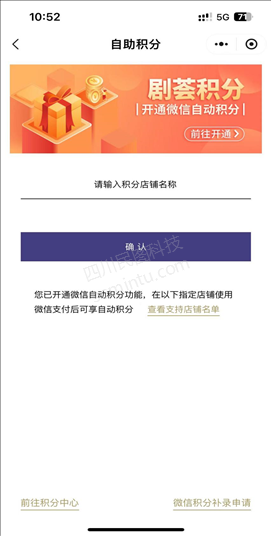 10:52
5G
71
自助积分
剧荟积分
开通微信自动积分
前往开通
请输入积分店铺名称
确 认
四川民图科技
您已开通微信自动积分功能，在以下指定店铺使用
微信支付后可享自动积分 查看支持店铺名单
前往积分中心 微信积分补录申请